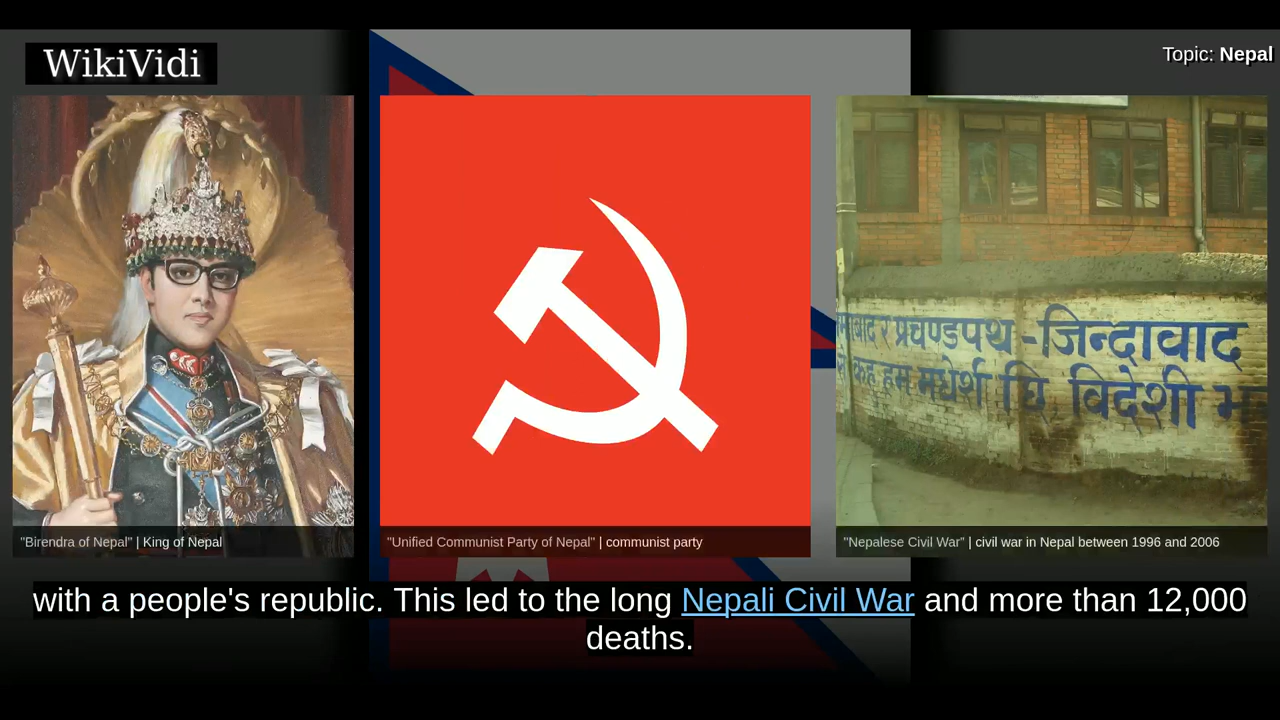 WikiVidi
Topic: Nepal
र प्रचण्डपथ -जिन्दावाद
विदेशी
"Birendra of Nepal" | King of Nepal
"Unified Communist Party of Nepal" | communist party
"Nepalese Civil War" | civil war in Nepal between 1996 and 2006
with a people's republic. This led to the long Nepali Civil War and more than 12,000
deaths.